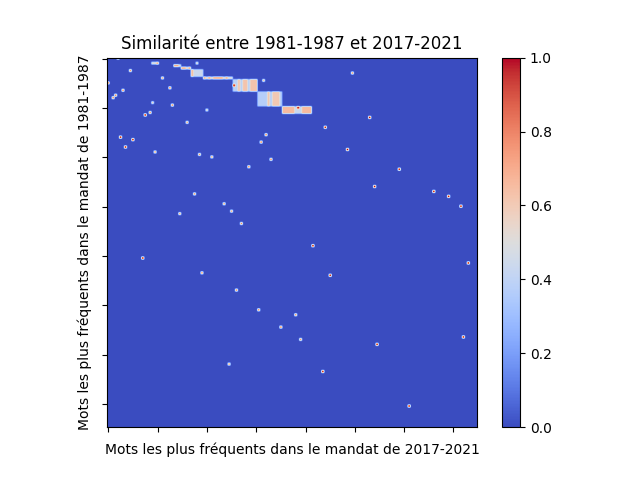 Similarité entre 1981-1987 et 2017-2021
Mots les plus fréquents dans le mandat de 1981-1987
Mots les plus fréquents dans le mandat de 2017-2021
1.0
0.8
0.6
0.4
0.2
0.0